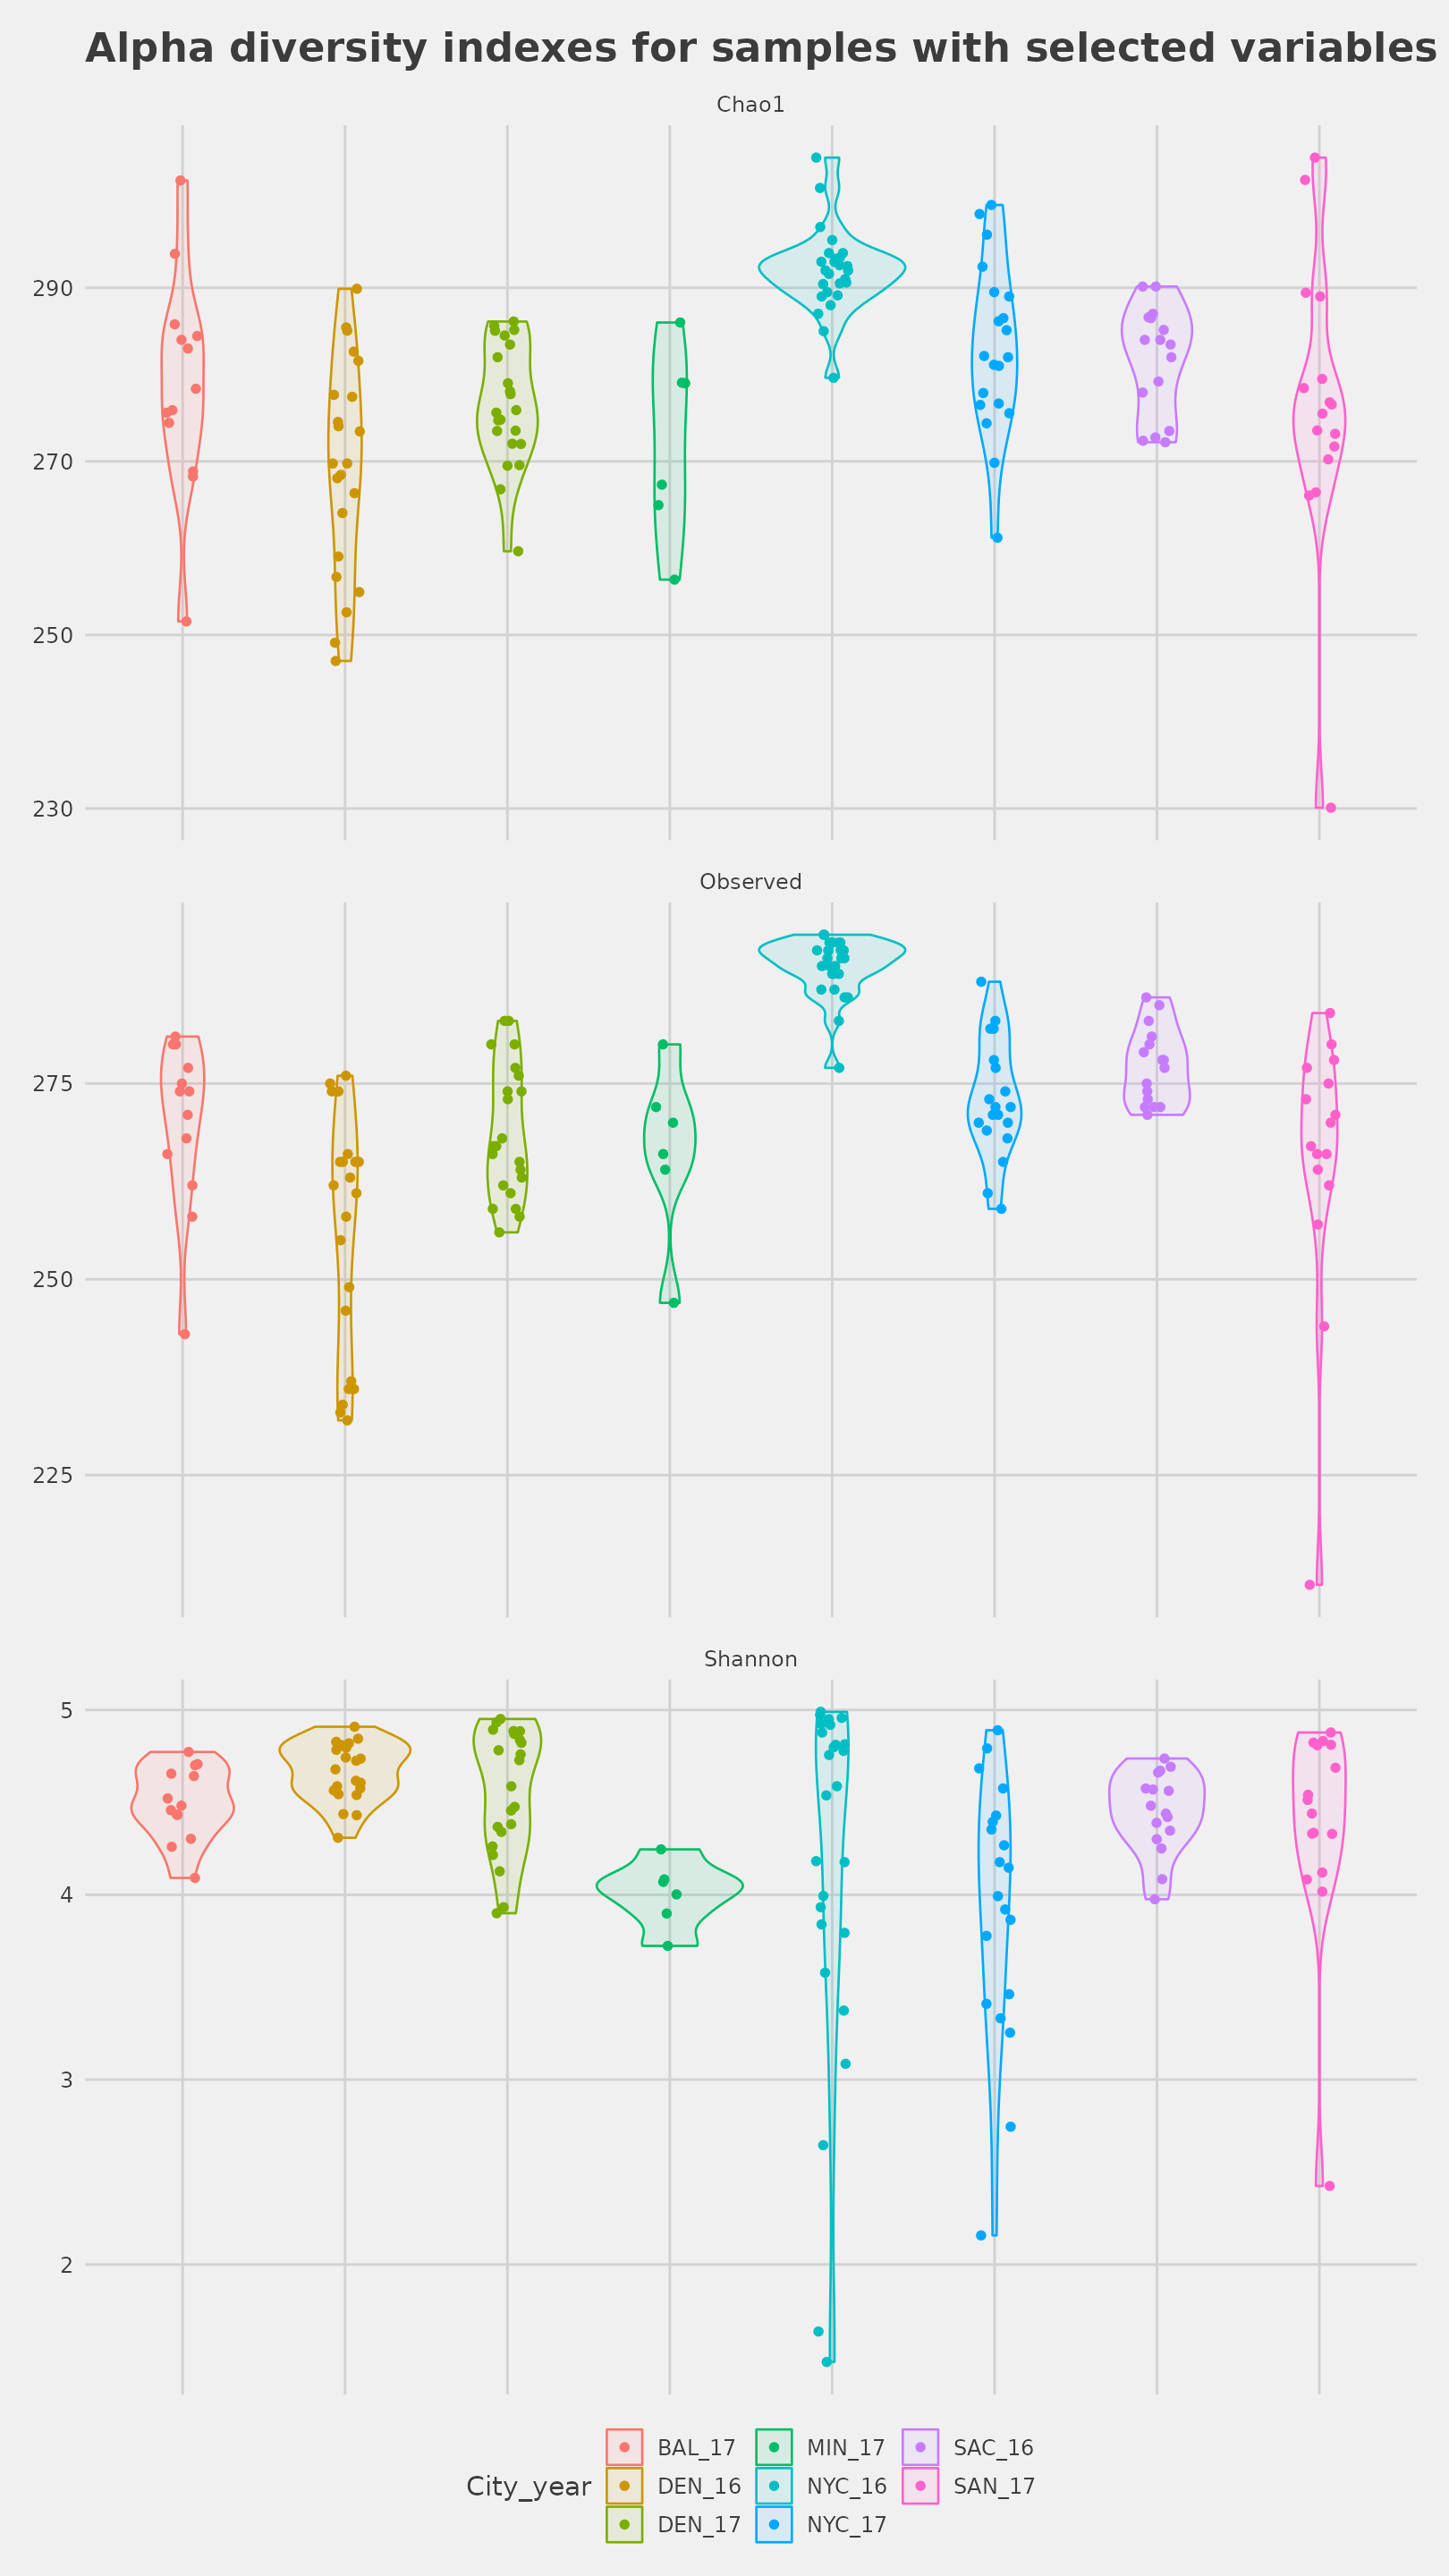 Alpha diversity indexes for samples with selected variables
Chao1
290
270
250
230
Observed
275
250
225
Shannon
5
4
3
2
City_year
BAL_17
DEN_16
DEN_17
MIN_17
NYC_16
NYC_17
SAC_16
SAN_17